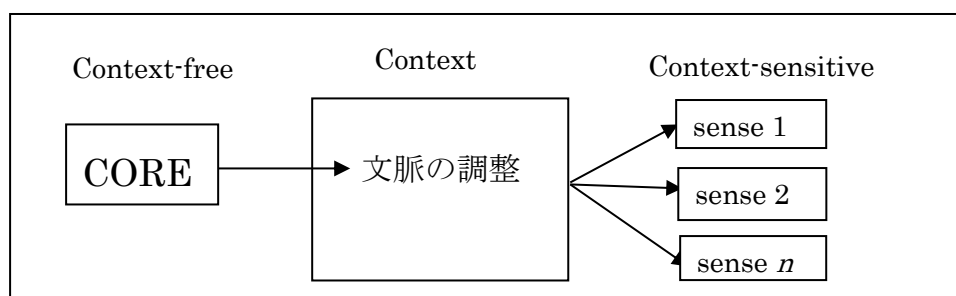 Context-free
Context
Context-sensitive
CORE
文脈の調整
sense 1
sense 2
sense n